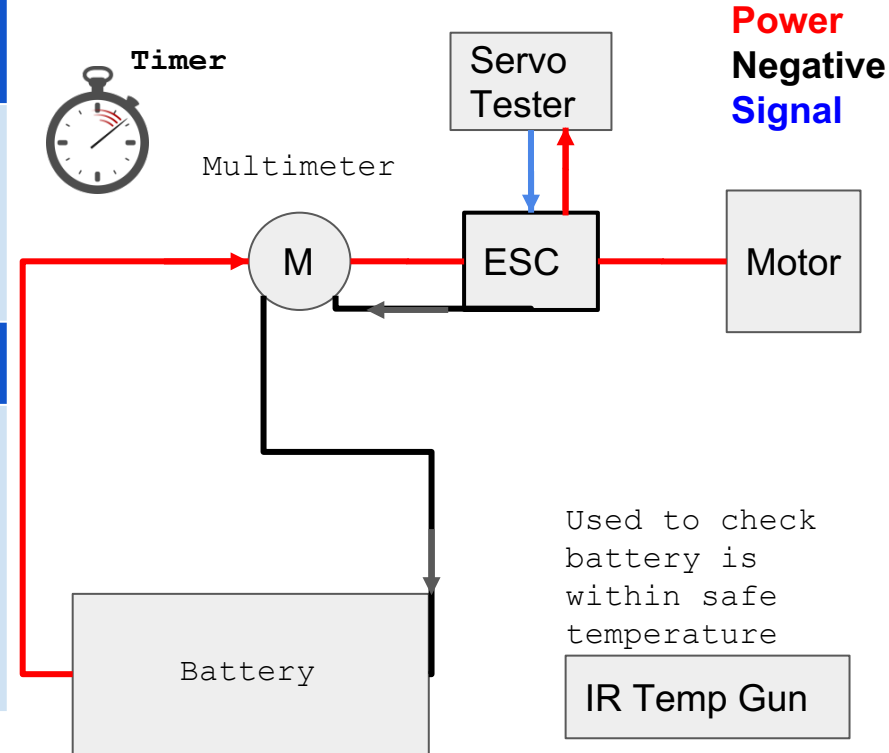 Power
Negative
Signal
Timer
Servo
Tester
Multimeter
M
ESC
Motor
Used to check
battery is
within safe
temperature
Battery
IR Temp Gun